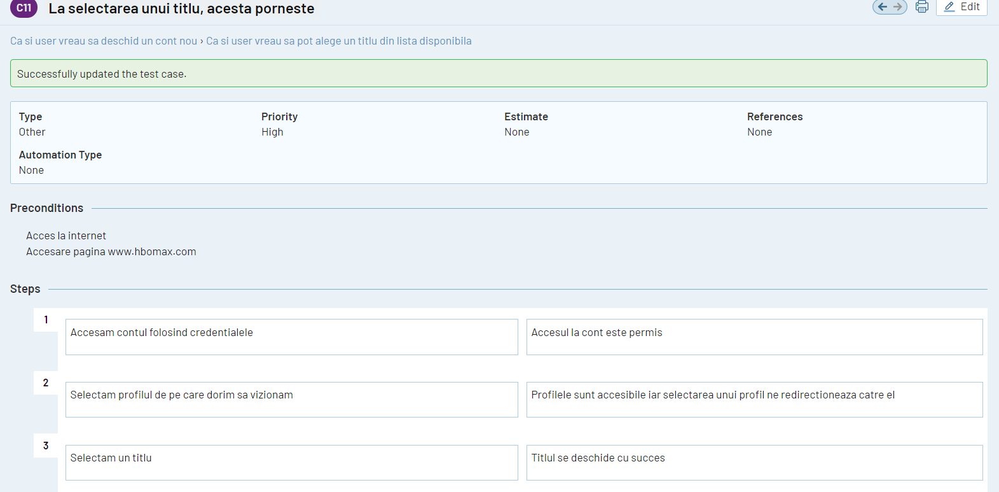 C11 La selectarea unui titlu, acesta porneste
Edit
Ca si user vreau sa deschid un cont nou › Ca si user vreau sa pot alege un titlu din lista disponibila
Successfully updated the test case.
Type Priority Estimate References
Other High None None
Automation Type
None
Preconditions
Acces la internet
Accesare pagina www.hbomax.com
Steps
1
Accesam contul folosind credentialele
Accesul la cont este permis
2
Selectam profilul de pe care dorim sa vizionam
Profilele sunt accesibile iar selectarea unui profil ne redirectioneaza catre el
3
Selectam un titlu
Titlul se deschide cu succes